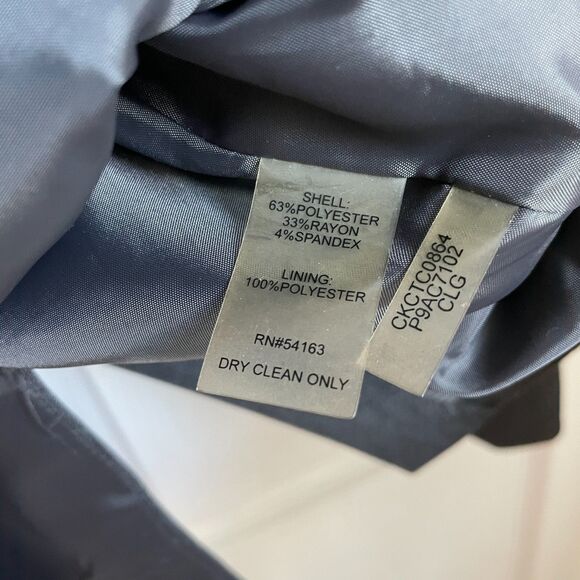 SHELL:
63%POLYESTER
33%RAYON
4%SPANDEX
LINING:
100%POLYESTER
RN#54163
DRY CLEAN ONLY
CKCTC0864
P9AC7102
CLG